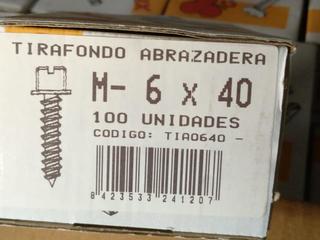 TIRAFONDO ABRAZADERA
M- 6 x 40
100 UNIDADES
CODIGO: TIA0640 -
8 423533 241207